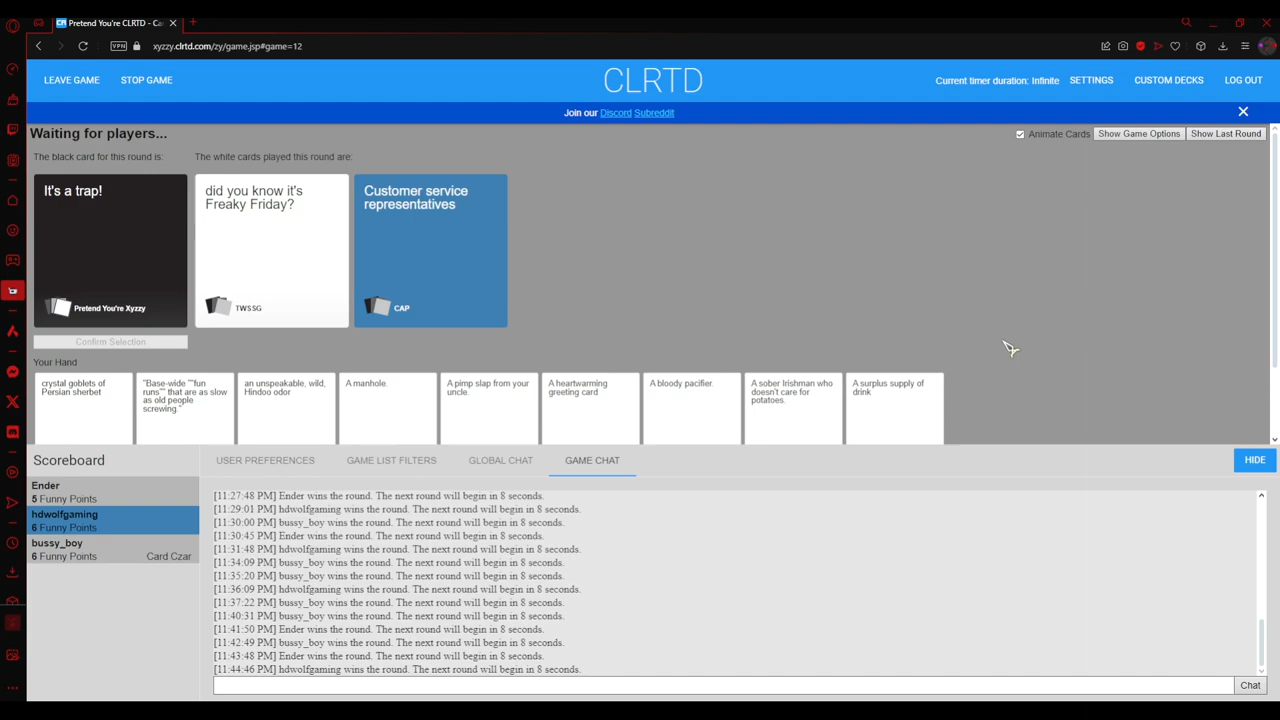 Pretend You're CLRTD - Ca
VPN
xyzzy.clrtd.com/zy/game.jsp#game=12
LEAVE GAME
STOP GAME
CLRTD
Current timer duration: Infinite
SETTINGS
CUSTOM DECKS
LOG OUT
Join our Discord Subreddit
Waiting for players...
Animate Cards
Show Game Options
Show Last Round
The black card for this round is:
The white cards played this round are:
It's a trap!
Pretend You're Xyzzy
did you know it's
Freaky Friday?
TWSSG
Customer service
representatives
CAP
Confirm Selection
Your Hand
crystal goblets of
Persian sherbet
"Base-wide ""fun
runs"" that are as slow
as old people
screwing."
an unspeakable, wild,
Hindoo odor
A manhole.
A pimp slap from your
uncle.
A heartwarming
greeting card
A bloody pacifier.
A sober Irishman who
doesn't care for
potatoes.
A surplus supply of
drink
Scoreboard
Ender
5 Funny Points
hdwolfgaming
6 Funny Points
bussy_boy
6 Funny Points
Card Czar
USER PREFERENCES
GAME LIST FILTERS
GLOBAL CHAT
GAME CHAT
HIDE
[11:27:48 PM] Ender wins the round. The next round will begin in 8 seconds.
[11:29:01 PM] hdwolfgaming wins the round. The next round will begin in 8 seconds.
[11:30:00 PM] bussy_boy wins the round. The next round will begin in 8 seconds.
[11:30:45 PM] Ender wins the round. The next round will begin in 8 seconds.
[11:31:48 PM] hdwolfgaming wins the round. The next round will begin in 8 seconds.
[11:34:09 PM] bussy_boy wins the round. The next round will begin in 8 seconds.
[11:35:20 PM] bussy_boy wins the round. The next round will begin in 8 seconds.
[11:36:09 PM] hdwolfgaming wins the round. The next round will begin in 8 seconds.
[11:37:22 PM] bussy_boy wins the round. The next round will begin in 8 seconds.
[11:40:31 PM] bussy_boy wins the round. The next round will begin in 8 seconds.
[11:41:50 PM] Ender wins the round. The next round will begin in 8 seconds.
[11:42:49 PM] bussy_boy wins the round. The next round will begin in 8 seconds.
[11:43:48 PM] Ender wins the round. The next round will begin in 8 seconds.
[11:44:46 PM] hdwolfgaming wins the round. The next round will begin in 8 seconds.
Chat